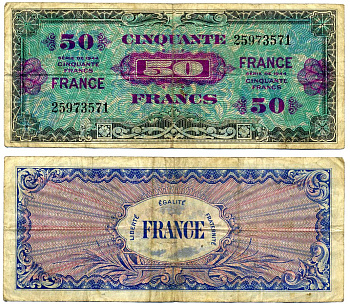 50 CINQUANTE 25973571
SÉRIE DE 1944
CINQUANTE
FRANCS
FRANCE
50
FRANCE
SÉRIE DE 1944
CINQUANTE
FRANCS
25973571 FRANCS 50
LIBERTÉ ÉGALITÉ FRATERNITÉ
FRANCE